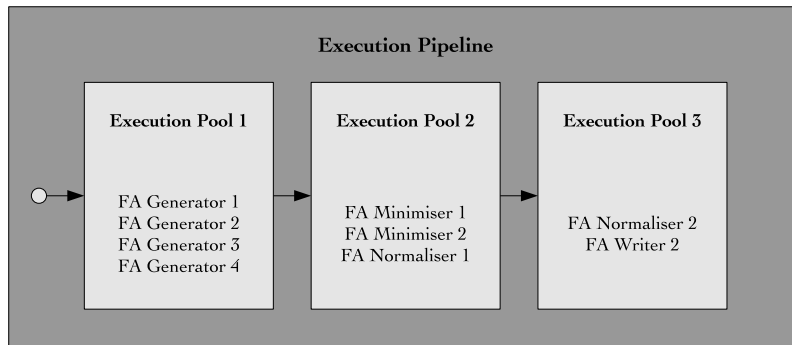 Execution Pipeline
Execution Pool 1
FA Generator 1
FA Generator 2
FA Generator 3
FA Generator 4
Execution Pool 2
FA Minimiser 1
FA Minimiser 2
FA Normaliser 1
Execution Pool 3
FA Normaliser 2
FA Writer 2